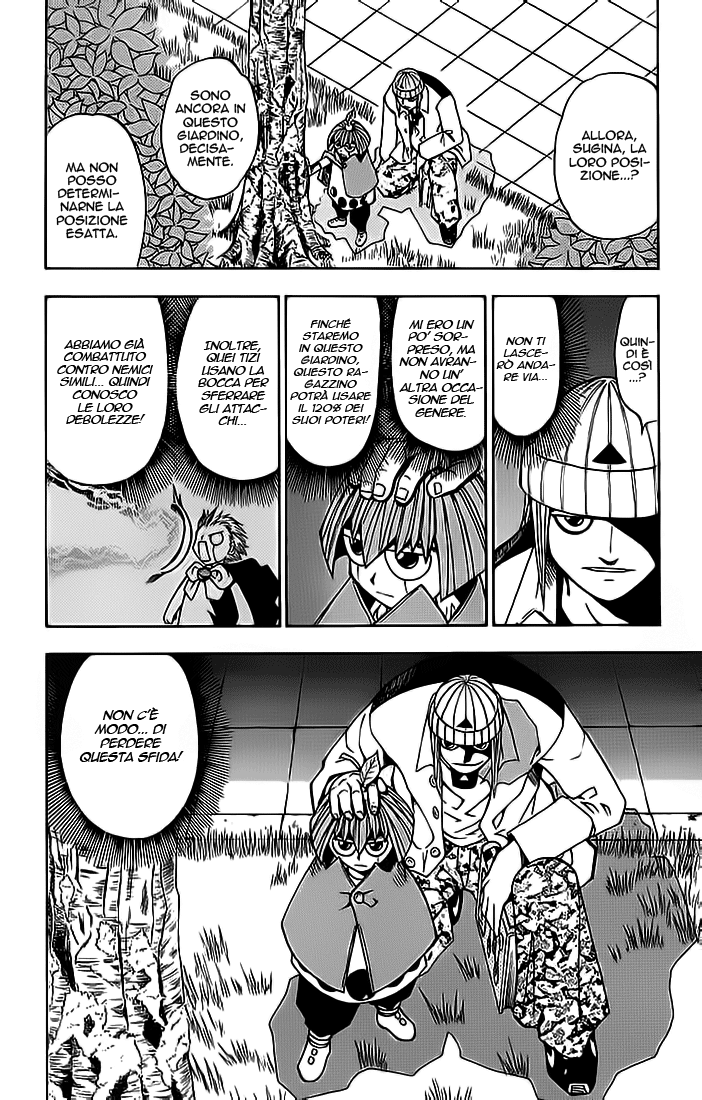 ALLORA,
SUGINA, LA
LORO POSI-
ZIONE...?
SONO
ANCORA IN
QUESTO
GIARDINO,
DECISA-
MENTE.
MA NON
POSSO
DETERMI-
NARNE LA
POSIZIONE
ESATTA.
QUIN-
DI È
COSÌ
...?
NON TI
LASCE-
RÒ ANDA-
RE VIA...
MI ERO UN
PO' SOR-
PRESO, MA
NON AVRAN-
NO UN'
ALTRA OCCA-
SIONE DEL
GENERE.
FINCHÉ
STAREMO
IN QUESTO
GIARDINO,
QUESTO RA-
GAZZINO
POTRÀ USARE
IL 120% DEI
SUOI POTERI!
INOLTRE,
QUEI TIZI
USANO LA
BOCCA PER
SFERRARE
GLI ATTAC-
CHI...
ABBIAMO GIÀ
COMBATTUTO
CONTRO NEMICI
SIMILI... QUINDI
CONOSCO
LE LORO
DEBOLEZZE!
NON C'È
MODO... DI
PERDERE
QUESTA SFIDA!